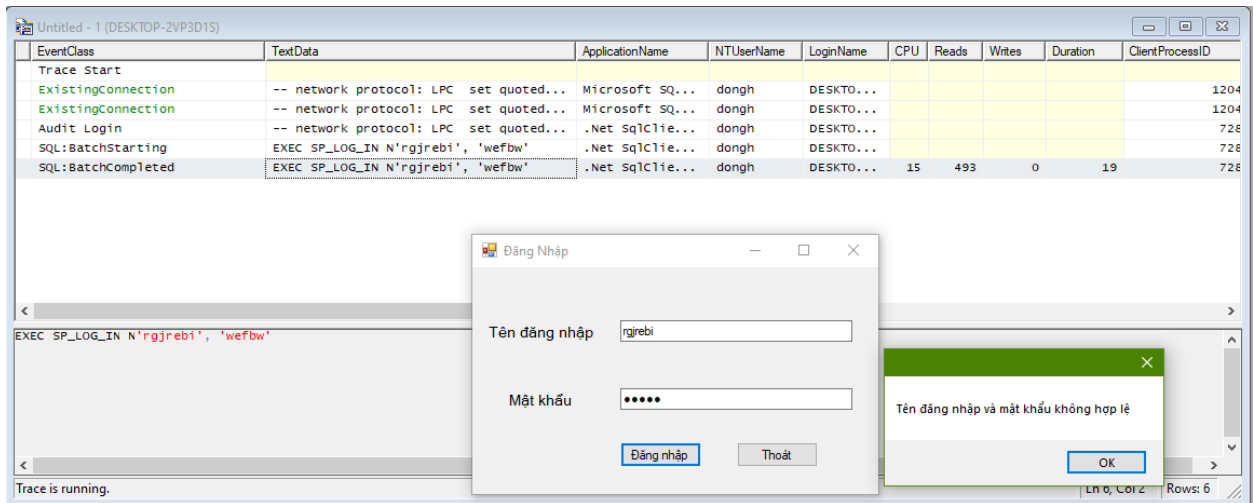 Untitled - 1 (DESKTOP-2VP3D1S)
EventClass TextData ApplicationName NTUserName LoginName CPU Reads Writes Duration ClientProcessID
Trace Start
ExistingConnection -- network protocol: LPC set quoted... Microsoft SQ... dongh DESKTO... 1204
ExistingConnection -- network protocol: LPC set quoted... Microsoft SQ... dongh DESKTO... 1204
Audit Login -- network protocol: LPC set quoted... .Net SqlClie... dongh DESKTO... 728
SQL:BatchStarting EXEC SP_LOG_IN N'rgjrebi', 'wefbw' .Net SqlClie... dongh DESKTO... 728
SQL:BatchCompleted EXEC SP_LOG_IN N'rgjrebi', 'wefbw' .Net SqlClie... dongh DESKTO... 15 493 0 19 728
EXEC SP_LOG_IN N'rgjrebi', 'wefbw'
Đăng Nhập
Tên đăng nhập rgjrebi
Mật khẩu •••••
Đăng nhập Thoát
Tên đăng nhập và mật khẩu không hợp lệ
OK
Trace is running. Ln 6, Col 2 Rows: 6